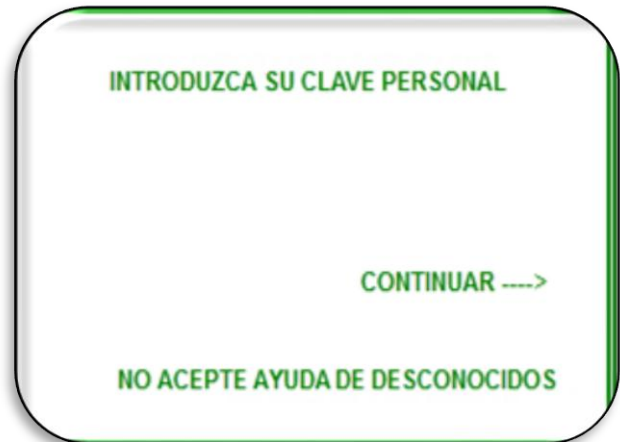 INTRODUZCA SU CLAVE PERSONAL
CONTINUAR ---->
NO ACEPTE AYUDA DE DESCONOCIDOS